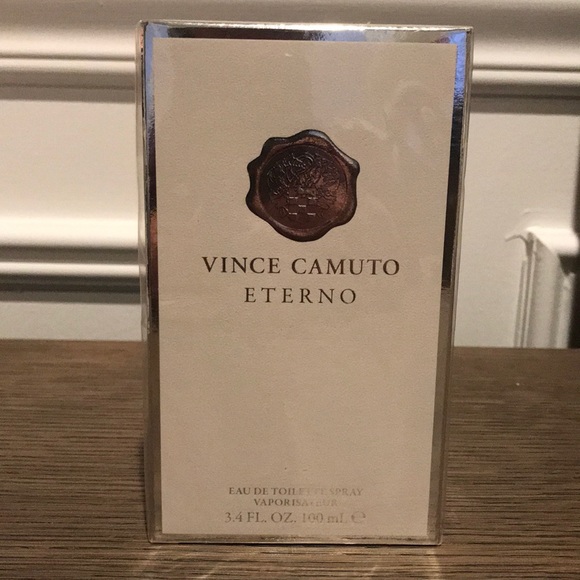 VINCE CAMUTO
ETERNO
EAU DE TOILETTE SPRAY
VAPORISATEUR
3.4 FL. OZ. 100 mL ℮